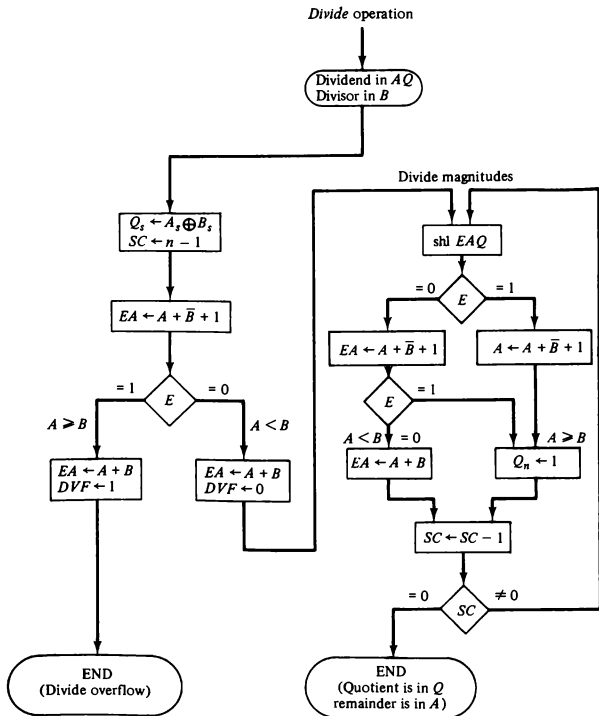 Divide operation
Dividend in AQ
Divisor in B
Divide magnitudes
Qs ← As ⊕ Bs
SC ← n − 1
shl EAQ
EA ← A + B̅ + 1
E
= 1
= 0
A ≥ B
A < B
EA ← A + B
DVF ← 1
EA ← A + B
DVF ← 0
END
(Divide overflow)
= 0
E
= 1
EA ← A + B̅ + 1
A ← A + B̅ + 1
E
= 1
A < B
= 0
A ≥ B
EA ← A + B
Qn ← 1
SC ← SC − 1
= 0
≠ 0
SC
END
(Quotient is in Q
remainder is in A)